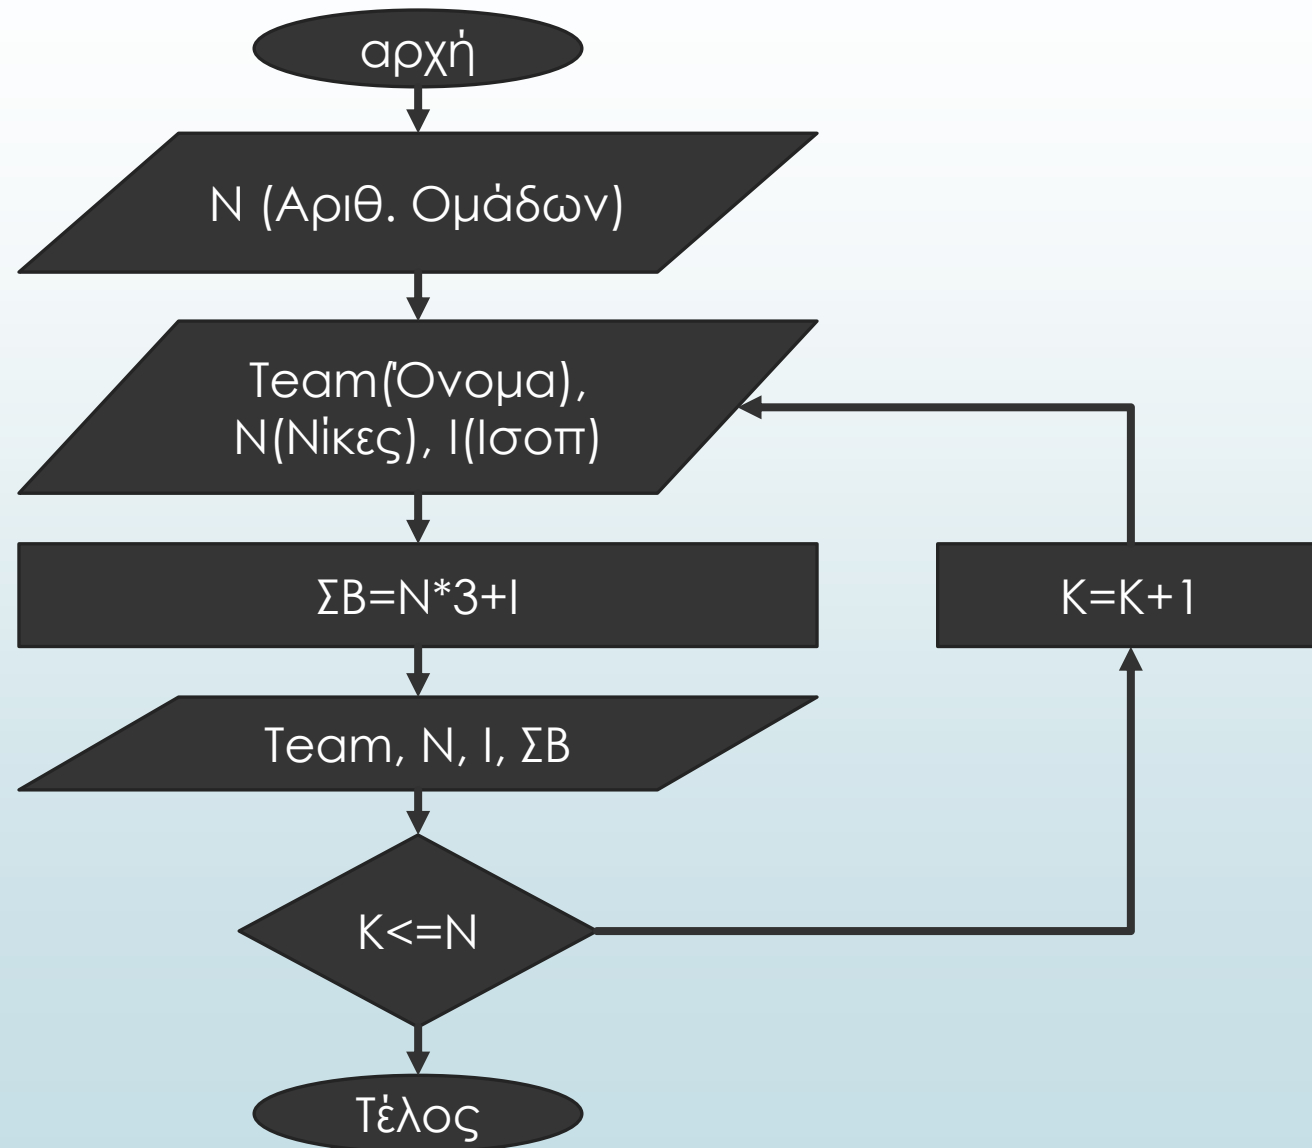 αρχή
Ν (Αριθ. Ομάδων)
Team(Όνομα),
Ν(Νίκες), Ι(Ισοπ)
ΣΒ=Ν*3+Ι
Κ=Κ+1
Team, Ν, Ι, ΣΒ
Κ<=Ν
Τέλος